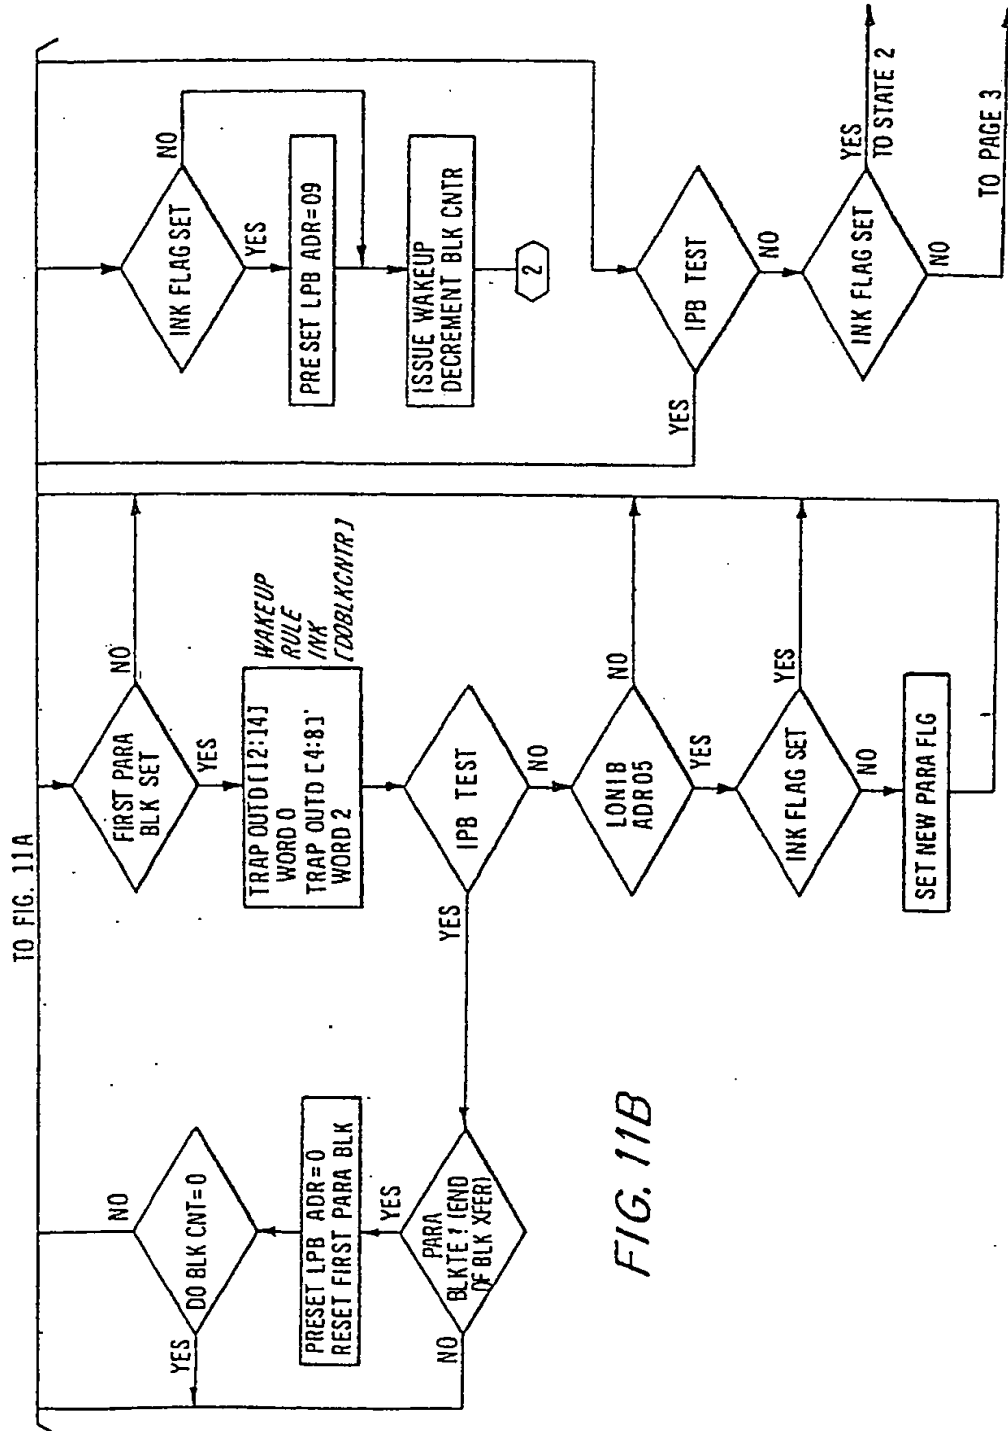 TO FIG. 11A
DO BLK CNT=0
NO
YES
PRESET LPB ADR=0
RESET FIRST PARA BLK
YES
PARA
BLKTE ? (END
OF BLK XFER)
NO
FIRST PARA
BLK SET
NO
YES
TRAP OUTD [12:14]
WORD 0
TRAP OUTD [4:8]'
WORD 2
WAKEUP
RULE
INK
[DOBLKCNTR]
IPB TEST
YES
NO
LONIB
ADR05
NO
YES
INK FLAG SET
YES
NO
SET NEW PARA FLG
INK FLAG SET
NO
YES
PRESET LPB ADR=09
ISSUE WAKEUP
DECREMENT BLK CNTR
2
IPB TEST
YES
NO
INK FLAG SET
YES
TO STATE 2
NO
TO PAGE 3
FIG. 11B